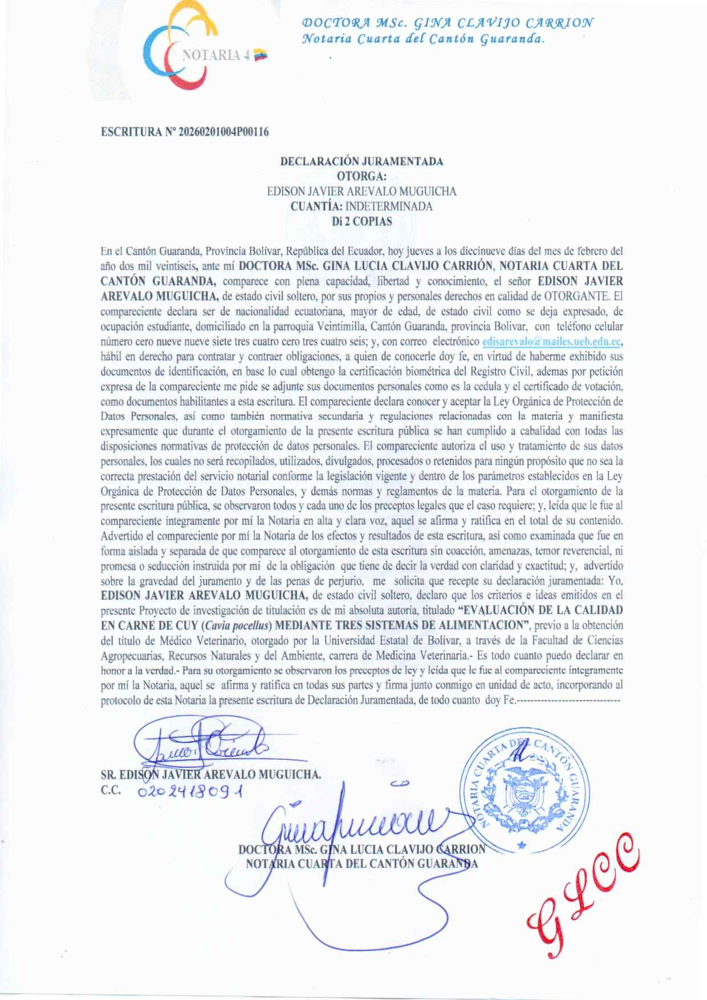 DOCTORA MSc. GINA CLAVIJO CARRION
Notaria Cuarta del Cantón Guaranda.
NOTARIA 4
ESCRITURA Nº 20260201004P00116
DECLARACIÓN JURAMENTADA
OTORGA:
EDISON JAVIER AREVALO MUGUICHA
CUANTÍA: INDETERMINADA
Di 2 COPIAS
En el Cantón Guaranda, Provincia Bolívar, República del Ecuador, hoy jueves a los diecinueve días del mes de febrero del
año dos mil veintiseis, ante mí DOCTORA MSc. GINA LUCIA CLAVIJO CARRIÓN, NOTARIA CUARTA DEL
CANTÓN GUARANDA, comparece con plena capacidad, libertad y conocimiento, el señor EDISON JAVIER
AREVALO MUGUICHA, de estado civil soltero, por sus propios y personales derechos en calidad de OTORGANTE. El
compareciente declara ser de nacionalidad ecuatoriana, mayor de edad, de estado civil como se deja expresado, de
ocupación estudiante, domiciliado en la parroquia Veintimilla, Cantón Guaranda, provincia Bolivar, con teléfono celular
número cero nueve nueve siete tres cuatro cero tres cuatro seis; y, con correo electrónico edisarevalo@mailes.ueb.edu.ec,
hábil en derecho para contratar y contraer obligaciones, a quien de conocerle doy fe, en virtud de haberme exhibido sus
documentos de identificación, en base lo cual obtengo la certificación biométrica del Registro Civil, ademas por petición
expresa de la compareciente me pide se adjunte sus documentos personales como es la cedula y el certificado de votación,
como documentos habilitantes a esta escritura. El compareciente declara conocer y aceptar la Ley Orgánica de Protección de
Datos Personales, así como también normativa secundaria y regulaciones relacionadas con la materia y manifiesta
expresamente que durante el otorgamiento de la presente escritura pública se han cumplido a cabalidad con todas las
disposiciones normativas de protección de datos personales. El compareciente autoriza el uso y tratamiento de sus datos
personales, los cuales no será recopilados, utilizados, divulgados, procesados o retenidos para ningún propósito que no sea la
correcta prestación del servicio notarial conforme la legislación vigente y dentro de los parámetros establecidos en la Ley
Orgánica de Protección de Datos Personales, y demás normas y reglamentos de la materia. Para el otorgamiento de la
presente escritura pública, se observaron todos y cada uno de los preceptos legales que el caso requiere; y, leída que le fue al
compareciente íntegramente por mí la Notaria en alta y clara voz, aquel se afirma y ratifica en el total de su contenido.
Advertido el compareciente por mí la Notaria de los efectos y resultados de esta escritura, así como examinada que fue en
forma aislada y separada de que comparece al otorgamiento de esta escritura sin coacción, amenazas, temor reverencial, ni
promesa o seducción instruida por mí de la obligación que tiene de decir la verdad con claridad y exactitud; y, advertido
sobre la gravedad del juramento y de las penas de perjurio, me solicita que recepte su declaración juramentada: Yo,
EDISON JAVIER AREVALO MUGUICHA, de estado civil soltero, declaro que los criterios e ideas emitidos en el
presente Proyecto de investigación de titulación es de mi absoluta autoría, titulado “EVALUACIÓN DE LA CALIDAD
EN CARNE DE CUY (Cavia pocellus) MEDIANTE TRES SISTEMAS DE ALIMENTACION”, previo a la obtención
del título de Médico Veterinario, otorgado por la Universidad Estatal de Bolívar, a través de la Facultad de Ciencias
Agropecuarias, Recursos Naturales y del Ambiente, carrera de Medicina Veterinaria.- Es todo cuanto puedo declarar en
honor a la verdad.- Para su otorgamiento se observaron los preceptos de ley y leída que le fue al compareciente íntegramente
por mí la Notaria, aquel se afirma y ratifica en todas sus partes y firma junto conmigo en unidad de acto, incorporando al
protocolo de esta Notaria la presente escritura de Declaración Juramentada, de todo cuanto doy Fe.----------------------------
SR. EDISON JAVIER AREVALO MUGUICHA.
C.C. 0202418091
NOTARIA CUARTA DEL CANTÓN GUARANDA
DOCTORA MSc. GINA LUCIA CLAVIJO CARRION
NOTARIA CUARTA DEL CANTÓN GUARANDA
GLCC